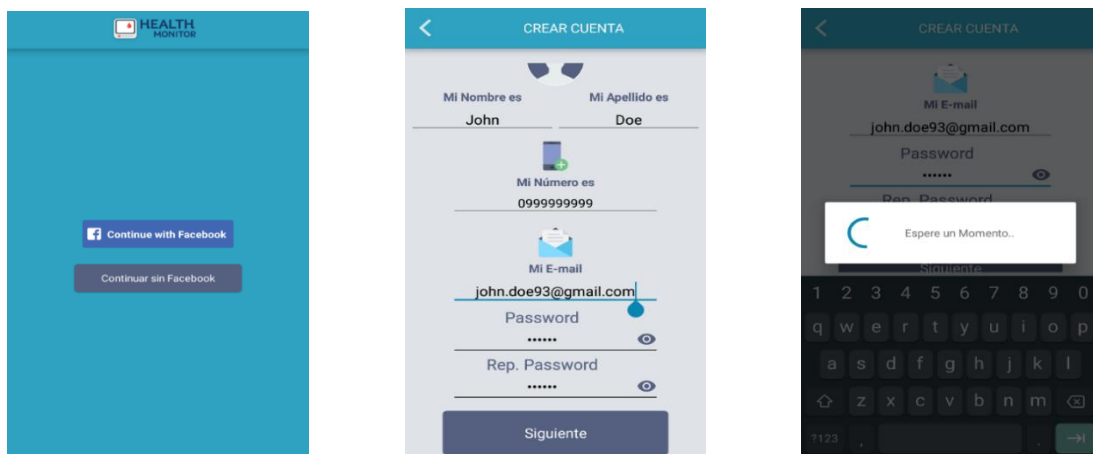 HEALTH
MONITOR
Continue with Facebook
Continuar sin Facebook
CREAR CUENTA
Mi Nombre es Mi Apellido es
John Doe
Mi Número es
0999999999
Mi E-mail
john.doe93@gmail.com
Password
••••••
Rep. Password
••••••
Siguiente
CREAR CUENTA
Mi E-mail
john.doe93@gmail.com
Password
••••••
Rep. Password
Espere un Momento..
Siguiente
1 2 3 4 5 6 7 8 9 0
q w e r t y u i o p
a s d f g h j k l
z x c v b n m
?123 , .